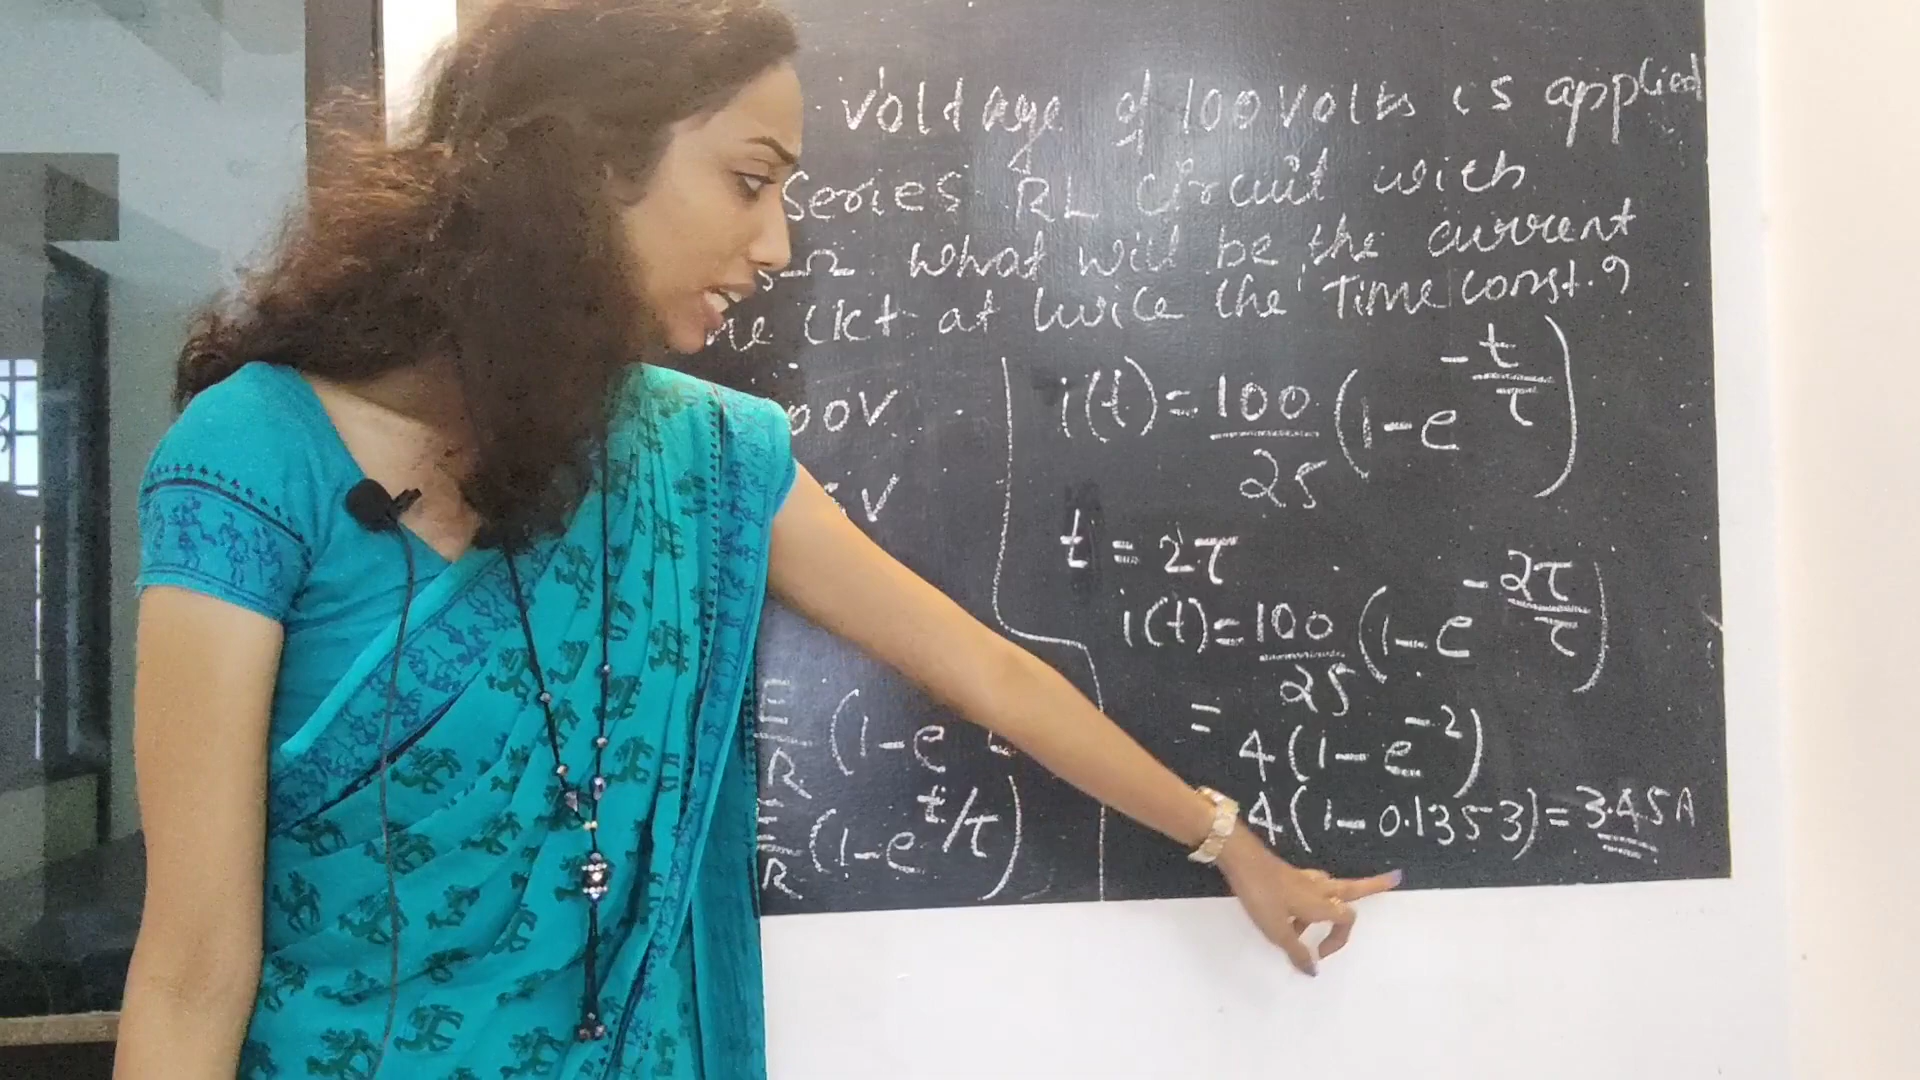 voltage of 100 Volts is applied
Series RL Circuit with
Ω. What will be the current
ckt at twice the Time const.?
00V
V
E/R (1-e
E/R (1-e^t/τ)
i(t) = 100/25 (1-e^-t/τ)
t = 2τ
i(t) = 100/25 (1-e^-2τ/τ)
= 4(1-e^-2)
4(1-0.1353) = 3.45A